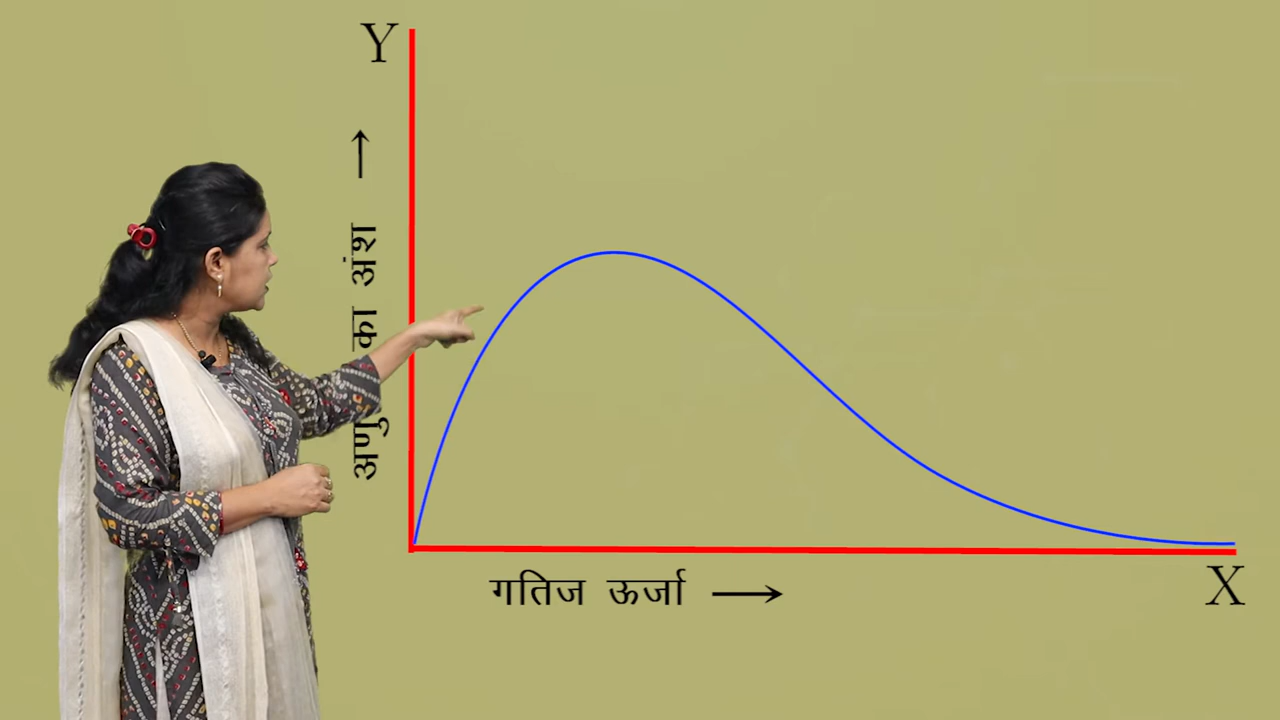 Y
अणु का अंश →
गतिज ऊर्जा →
X